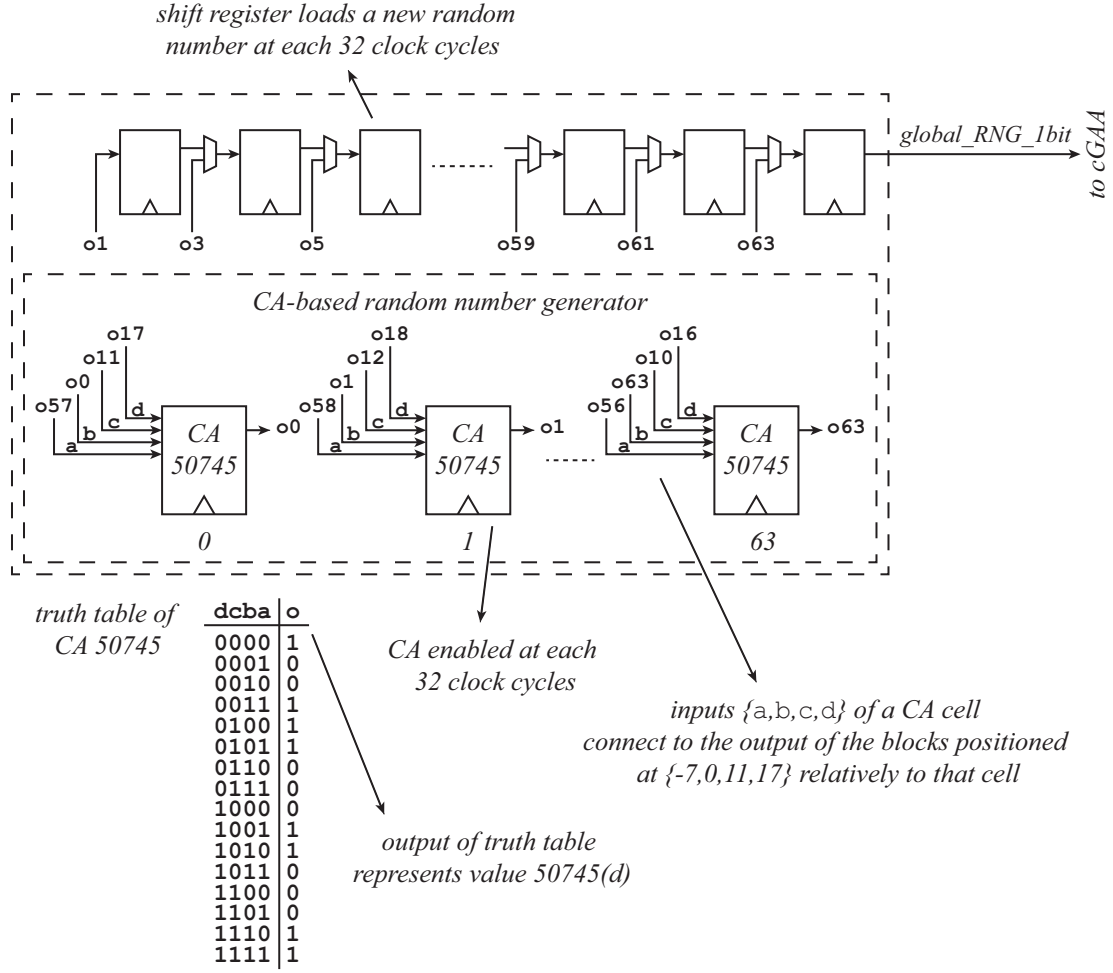 shift register loads a new random
number at each 32 clock cycles
global_RNG_1bit
to cGAA
o1
o3
o5
o59
o61
o63
CA-based random number generator
o17
o11
o0
o57
d
c
b
a
CA
50745
o0
0
o18
o12
o1
o58
d
c
b
a
CA
50745
o1
1
o16
o10
o63
o56
d
c
b
a
CA
50745
o63
63
truth table of
CA 50745
dcba o
0000 1
0001 0
0010 0
0011 1
0100 1
0101 1
0110 0
0111 0
1000 0
1001 1
1010 1
1011 0
1100 0
1101 0
1110 1
1111 1
CA enabled at each
32 clock cycles
inputs {a,b,c,d} of a CA cell
connect to the output of the blocks positioned
at {-7,0,11,17} relatively to that cell
output of truth table
represents value 50745(d)